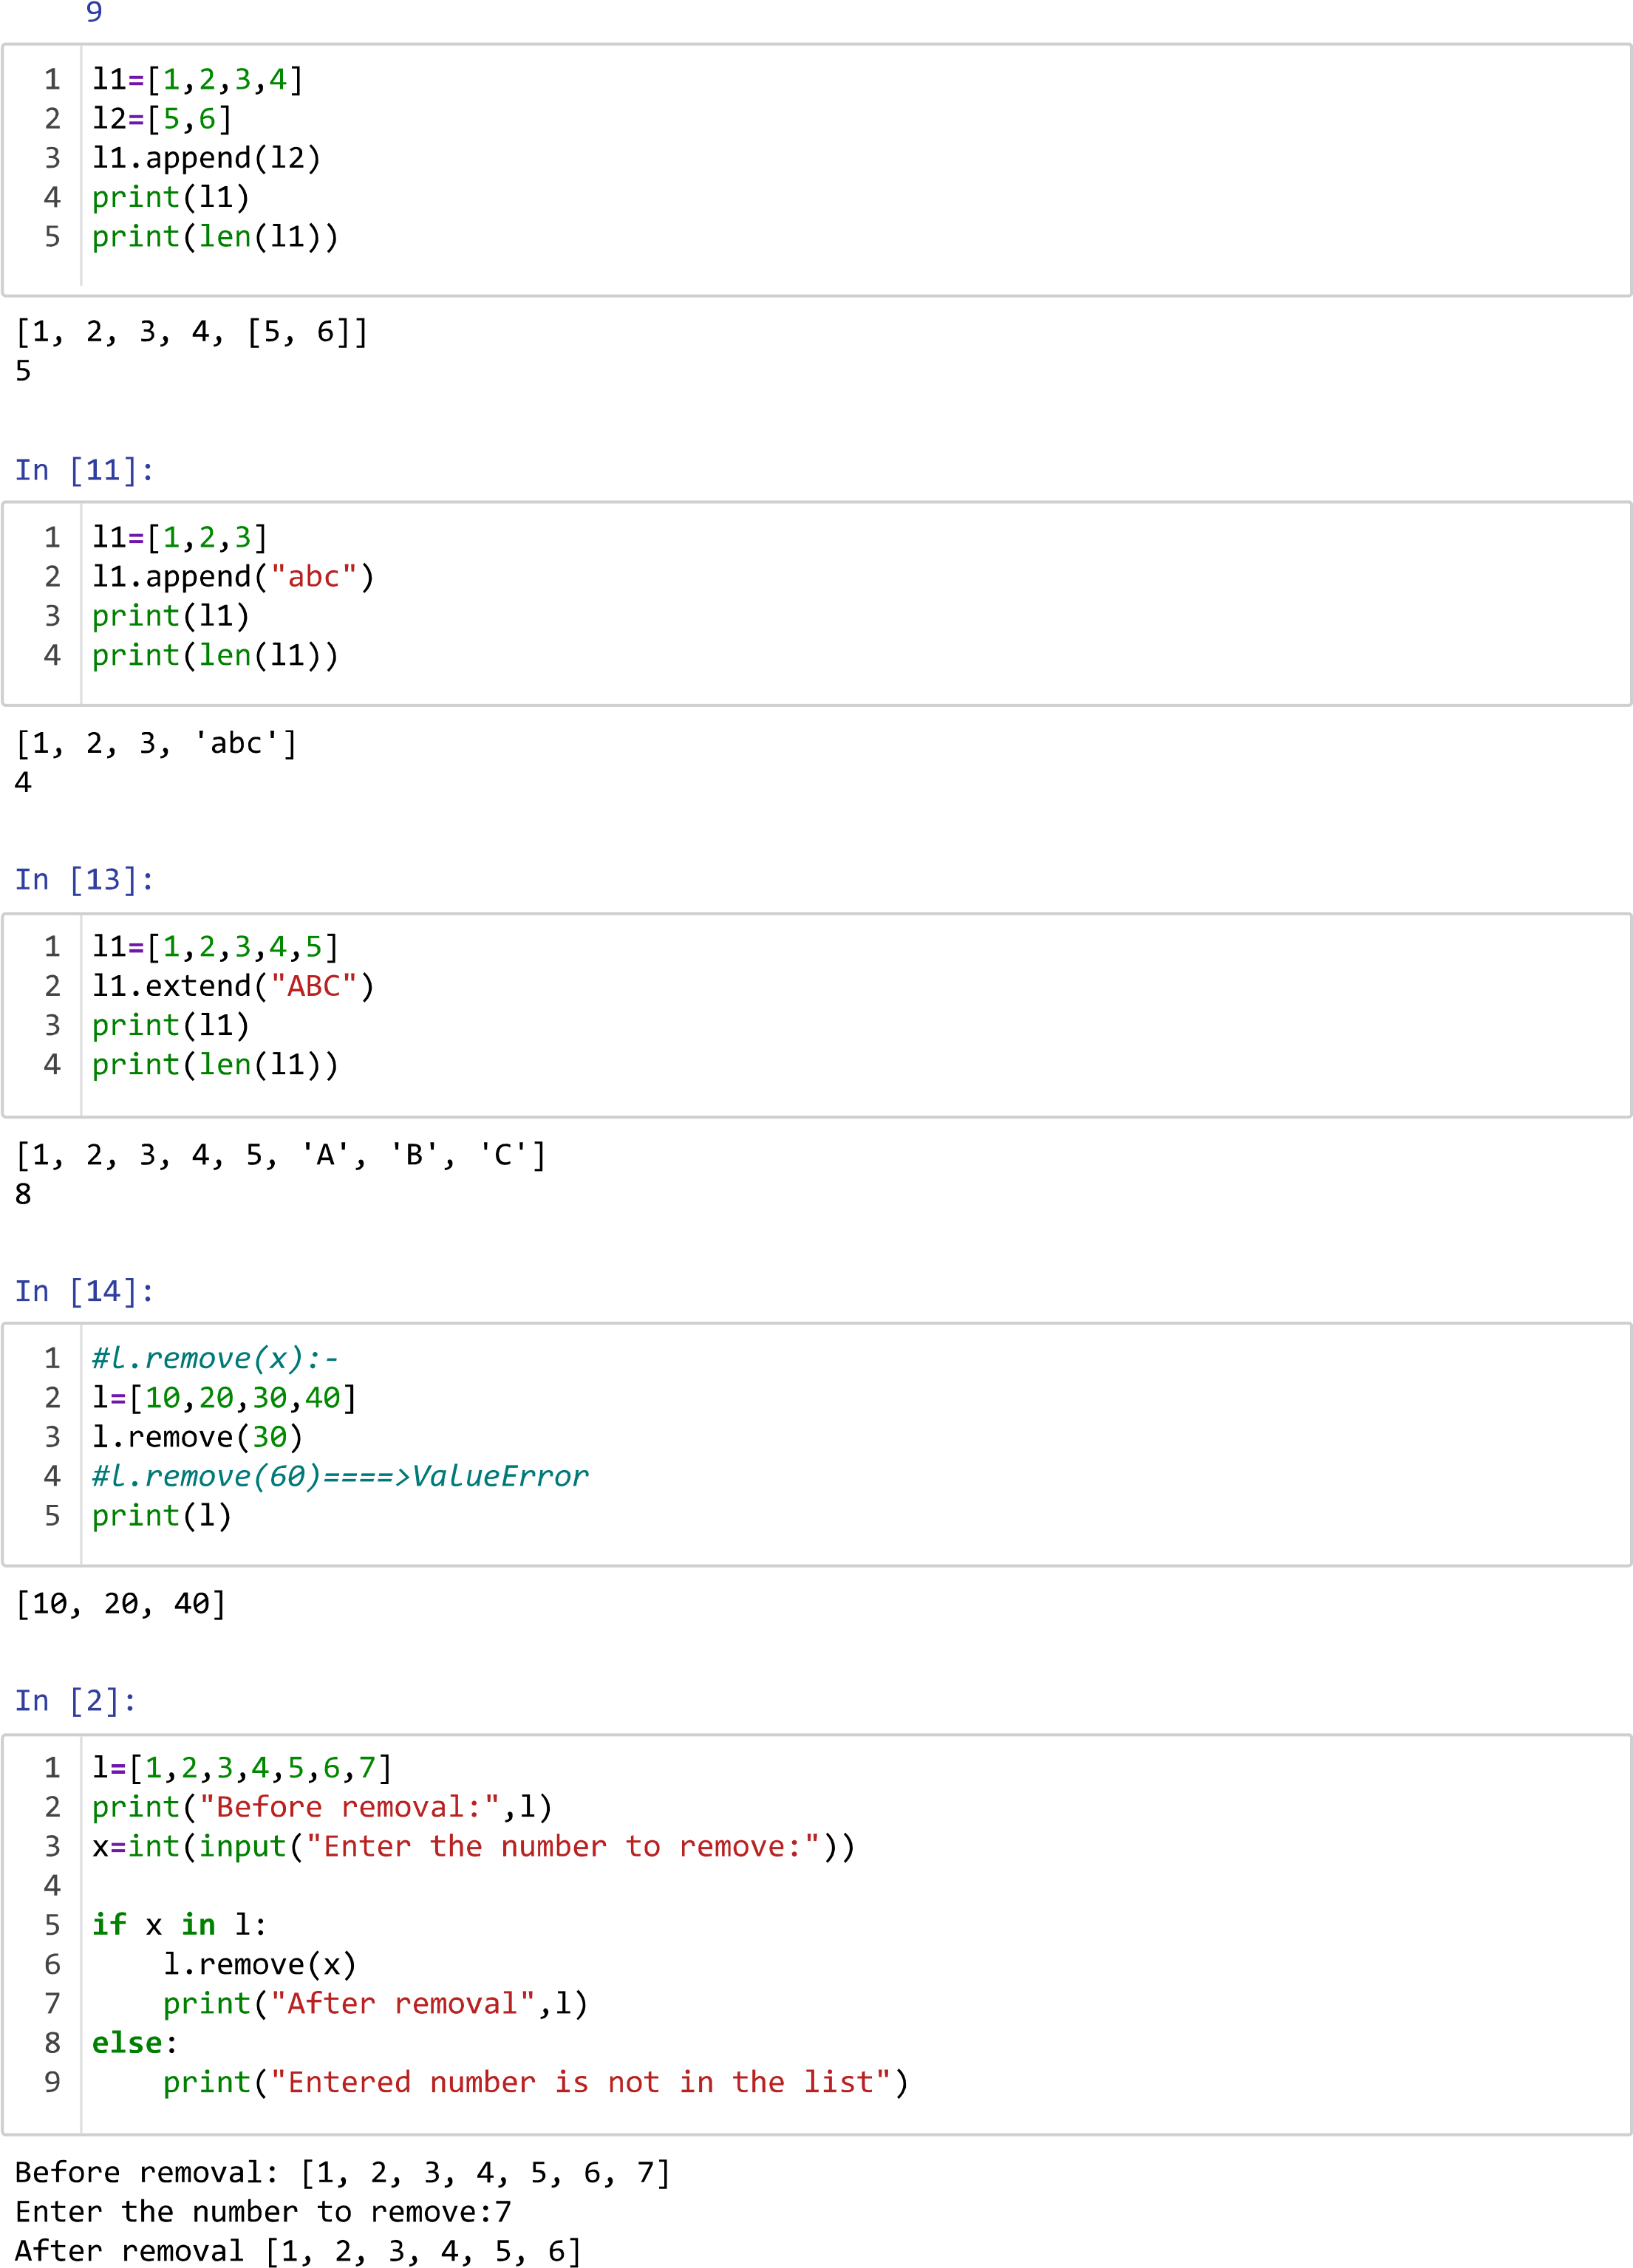 9
1 l1=[1,2,3,4]
2 l2=[5,6]
3 l1.append(l2)
4 print(l1)
5 print(len(l1))
[1, 2, 3, 4, [5, 6]]
5
In [11]:
1 l1=[1,2,3]
2 l1.append("abc")
3 print(l1)
4 print(len(l1))
[1, 2, 3, 'abc']
4
In [13]:
1 l1=[1,2,3,4,5]
2 l1.extend("ABC")
3 print(l1)
4 print(len(l1))
[1, 2, 3, 4, 5, 'A', 'B', 'C']
8
In [14]:
1 #l.remove(x):-
2 l=[10,20,30,40]
3 l.remove(30)
4 #l.remove(60)====>ValueError
5 print(l)
[10, 20, 40]
In [2]:
1 l=[1,2,3,4,5,6,7]
2 print("Before removal:",l)
3 x=int(input("Enter the number to remove:"))
4
5 if x in l:
6     l.remove(x)
7     print("After removal",l)
8 else:
9     print("Entered number is not in the list")
Before removal: [1, 2, 3, 4, 5, 6, 7]
Enter the number to remove:7
After removal [1, 2, 3, 4, 5, 6]